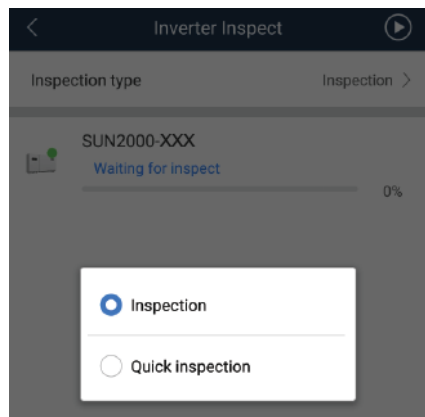 Inverter Inspect
Inspection type Inspection >
SUN2000-XXX
Waiting for inspect
0%
Inspection
Quick inspection